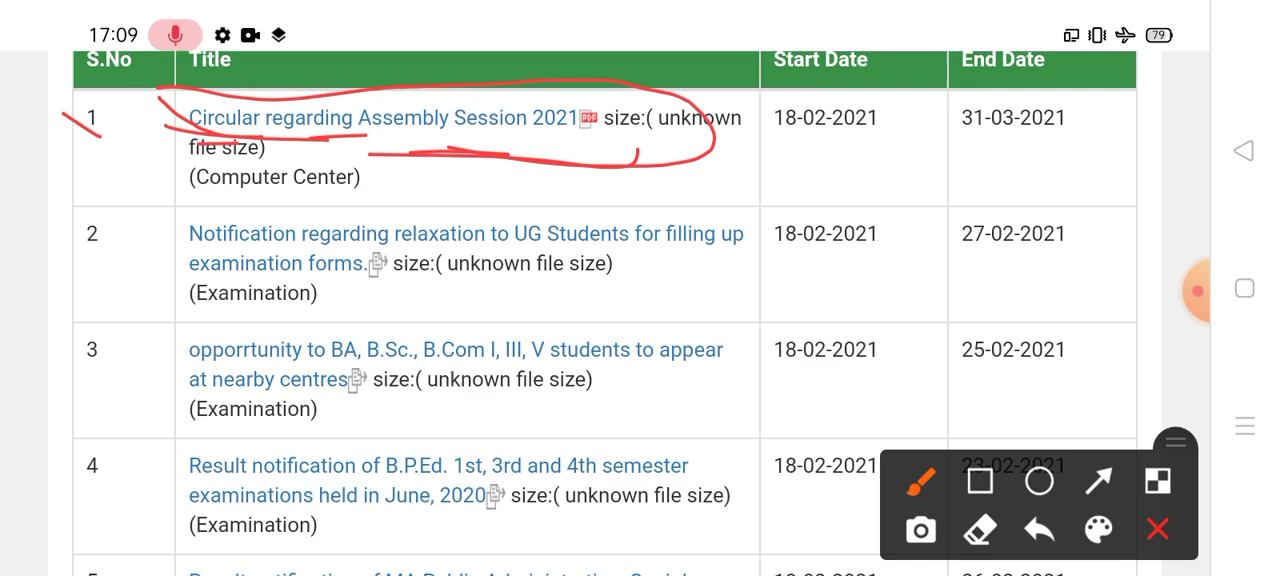 17:09
79
S.No Title Start Date End Date
1 Circular regarding Assembly Session 2021 size:( unknown 18-02-2021 31-03-2021
file size)
(Computer Center)
2 Notification regarding relaxation to UG Students for filling up 18-02-2021 27-02-2021
examination forms. size:( unknown file size)
(Examination)
3 opporrtunity to BA, B.Sc., B.Com I, III, V students to appear 18-02-2021 25-02-2021
at nearby centres size:( unknown file size)
(Examination)
4 Result notification of B.P.Ed. 1st, 3rd and 4th semester 18-02-2021 23-02-2021
examinations held in June, 2020 size:( unknown file size)
(Examination)